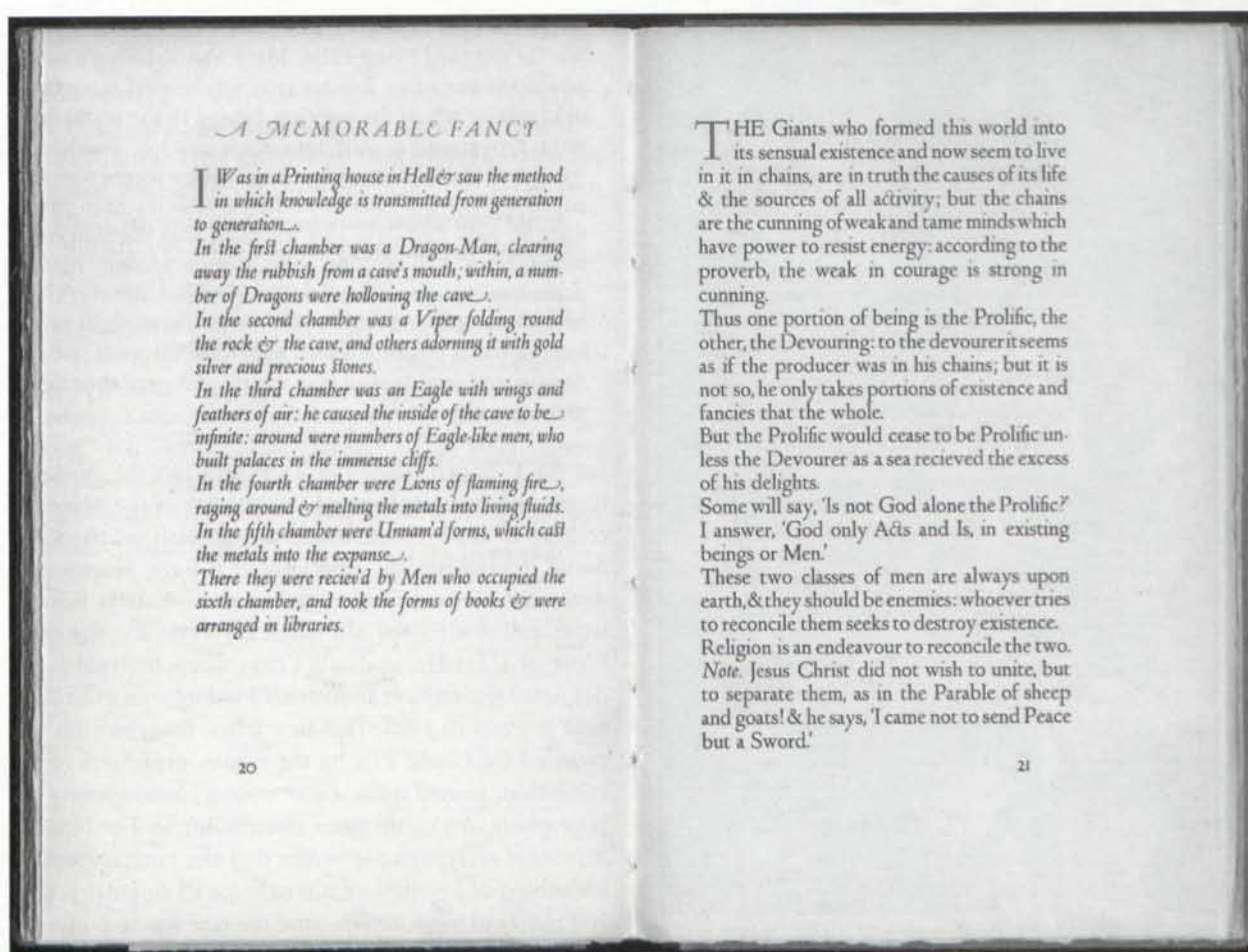 A MEMORABLE FANCY
I Was in a Printing house in Hell & saw the method
in which knowledge is transmitted from generation
to generation.
In the first chamber was a Dragon-Man, clearing
away the rubbish from a cave's mouth; within, a num-
ber of Dragons were hollowing the cave.
In the second chamber was a Viper folding round
the rock & the cave, and others adorning it with gold
silver and precious stones.
In the third chamber was an Eagle with wings and
feathers of air: he caused the inside of the cave to be
infinite: around were numbers of Eagle-like men, who
built palaces in the immense cliffs.
In the fourth chamber were Lions of flaming fire,
raging around & melting the metals into living fluids.
In the fifth chamber were Unnam'd forms, which cast
the metals into the expanse.
There they were reciev'd by Men who occupied the
sixth chamber, and took the forms of books & were
arranged in libraries.
20
THE Giants who formed this world into
its sensual existence and now seem to live
in it in chains, are in truth the causes of its life
& the sources of all activity; but the chains
are the cunning of weak and tame minds which
have power to resist energy: according to the
proverb, the weak in courage is strong in
cunning.
Thus one portion of being is the Prolific, the
other, the Devouring: to the devourer it seems
as if the producer was in his chains; but it is
not so, he only takes portions of existence and
fancies that the whole.
But the Prolific would cease to be Prolific un-
less the Devourer as a sea recieved the excess
of his delights.
Some will say, 'Is not God alone the Prolific?'
I answer, 'God only Acts and Is, in existing
beings or Men.'
These two classes of men are always upon
earth, & they should be enemies: whoever tries
to reconcile them seeks to destroy existence.
Religion is an endeavour to reconcile the two.
Note. Jesus Christ did not wish to unite, but
to separate them, as in the Parable of sheep
and goats! & he says, 'I came not to send Peace
but a Sword.'
21